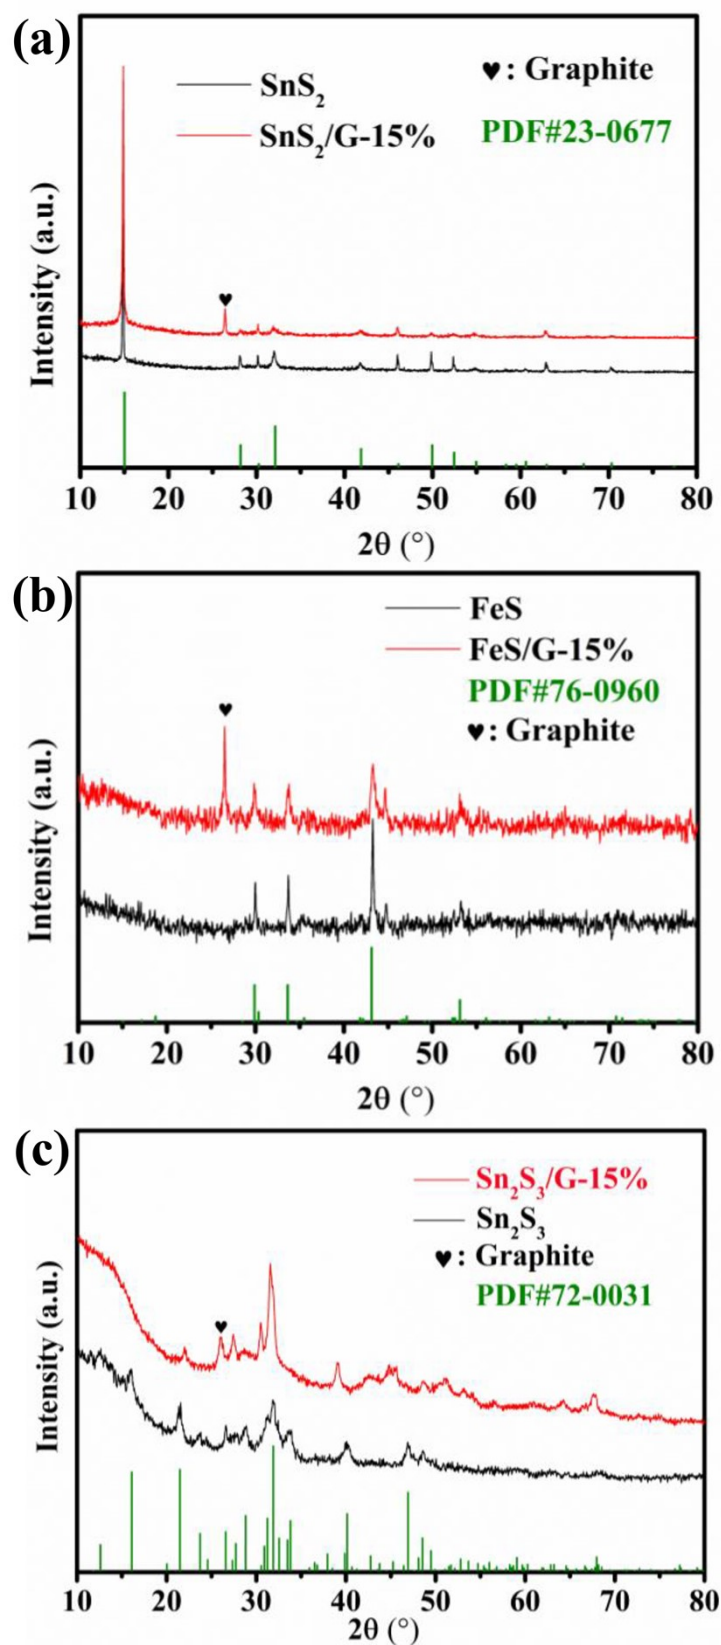 (a)
SnS₂
SnS₂/G-15%
♥: Graphite
PDF#23-0677
Intensity (a.u.)
10 20 30 40 50 60 70 80
2θ (°)
(b)
FeS
FeS/G-15%
PDF#76-0960
♥: Graphite
Intensity (a.u.)
10 20 30 40 50 60 70 80
2θ (°)
(c)
Sn₂S₃/G-15%
Sn₂S₃
♥: Graphite
PDF#72-0031
Intensity (a.u.)
10 20 30 40 50 60 70 80
2θ (°)